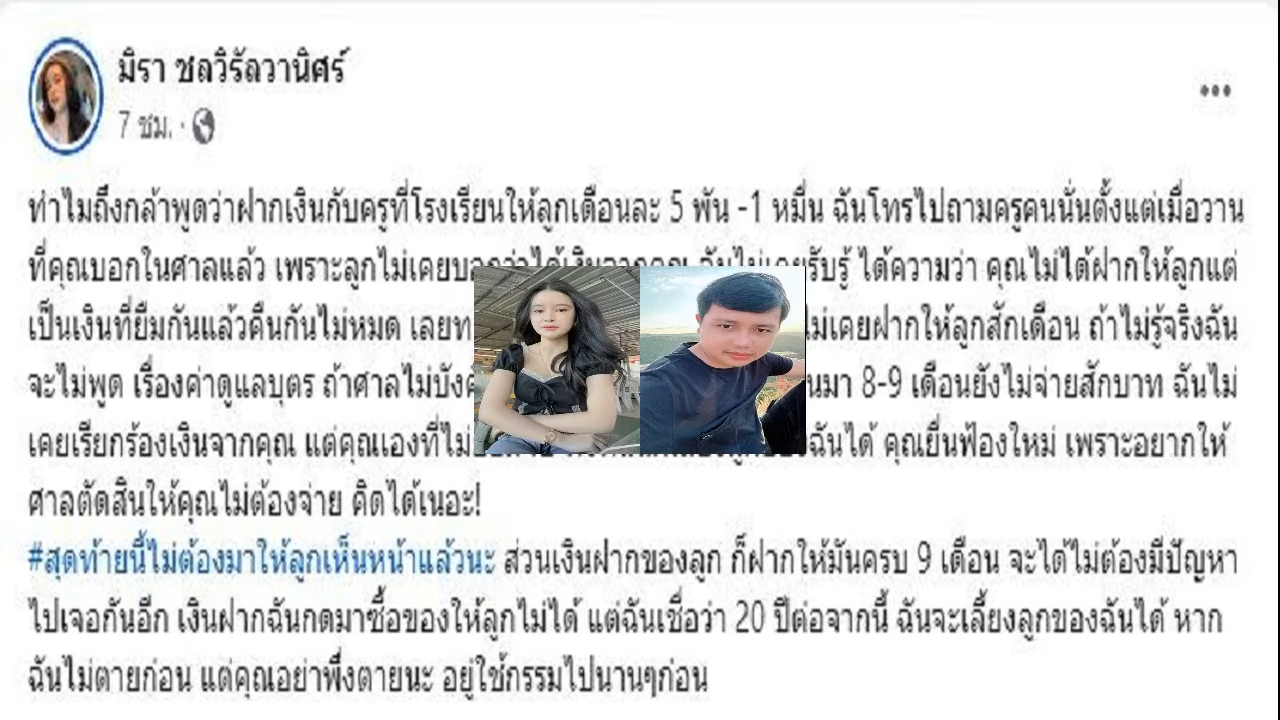 มิรา ชลวิรัลวานิศร์
7 ชม. ·
ทำไมถึงกล้าพูดว่าฝากเงินกับครูที่โรงเรียนให้ลูกเดือนละ 5 พัน -1 หมื่น ฉันโทรไปถามครูคนนั่นตั้งแต่เมื่อวาน
ที่คุณบอกในศาลแล้ว เพราะลูกไม่เคยบอกว่าได้เงินจากคุณ ฉันไม่เคยรับรู้ ได้ความว่า คุณไม่ได้ฝากให้ลูกแต่
เป็นเงินที่ยืมกันแล้วคืนกันไม่หมด เลย ไม่เคยฝากให้ลูกสักเดือน ถ้าไม่รู้จริงฉัน
จะไม่พูด เรื่องค่าดูแลบุตร ถ้าศาลไม่ มา 8-9 เดือนยังไม่จ่ายสักบาท ฉันไม่
เคยเรียกร้องเงินจากคุณ แต่คุณเองที่ไม่ ฉันได้ คุณยื่นฟ้องใหม่ เพราะอยากให้
ศาลตัดสินให้คุณไม่ต้องจ่าย คิดได้เนอะ!
#สุดท้ายนี้ไม่ต้องมาให้ลูกเห็นหน้าแล้วนะ ส่วนเงินฝากของลูก ก็ฝากให้มันครบ 9 เดือน จะได้ไม่ต้องมีปัญหา
ไปเจอกันอีก เงินฝากฉันกดมาซื้อของให้ลูกไม่ได้ แต่ฉันเชื่อว่า 20 ปีต่อจากนี้ ฉันจะเลี้ยงลูกของฉันได้ หาก
ฉันไม่ตายก่อน แต่คุณอย่าพึ่งตายนะ อยู่ใช้กรรมไปนานๆก่อน